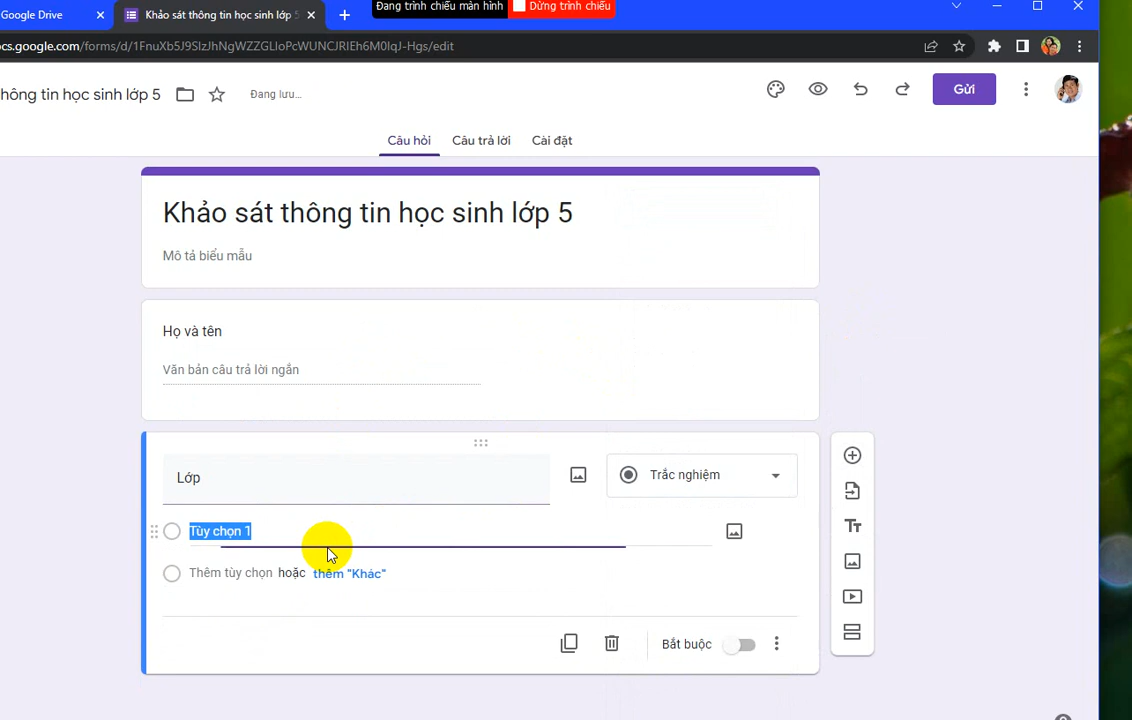 Google Drive
Khảo sát thông tin học sinh lớp 5
Đang trình chiếu màn hình
Dừng trình chiếu
cs.google.com/forms/d/1FnuXb5J9SIzJhNgWZZGLIoPcWUNCJRIEh6M0IqJ-Hgs/edit
hông tin học sinh lớp 5
Đang lưu...
Gửi
Câu hỏi
Câu trả lời
Cài đặt
Khảo sát thông tin học sinh lớp 5
Mô tả biểu mẫu
Họ và tên
Văn bản câu trả lời ngắn
Lớp
Trắc nghiệm
Tùy chọn 1
Thêm tùy chọn hoặc thêm "Khác"
Bắt buộc